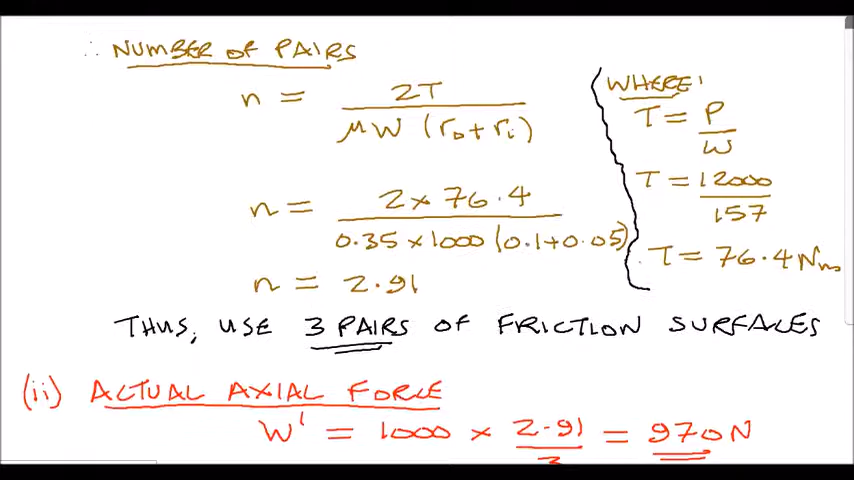 ∴ NUMBER OF PAIRS
n = 2T / μW (ro + ri)
n = 2 × 76.4 / 0.35 × 1000 (0.1 + 0.05)
n = 2.91
WHERE:
T = P / ω
T = 12000 / 157
T = 76.4 Nm
THUS, USE 3 PAIRS OF FRICTION SURFACES
(ii) ACTUAL AXIAL FORCE
W' = 1000 × 2.91 / 3 = 970 N